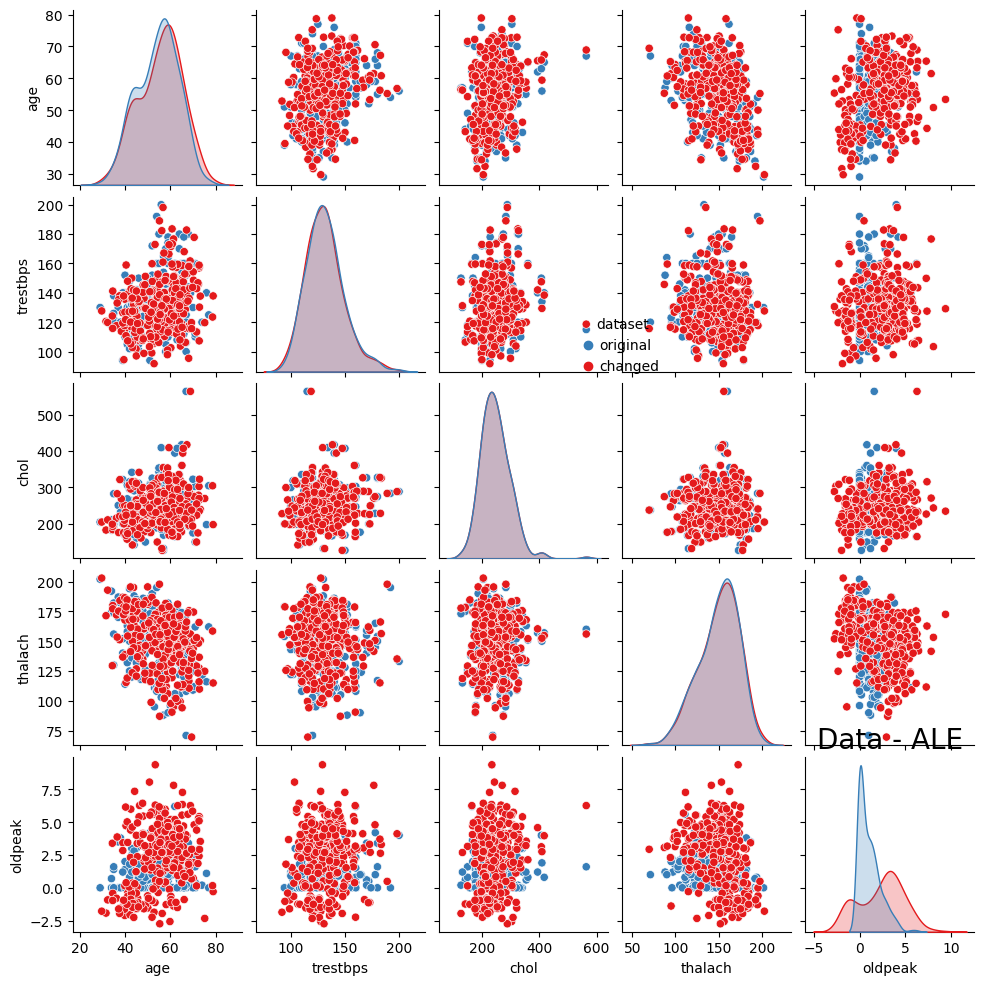 80
70
60
50
40
30
age
200
180
160
140
120
100
trestbps
dataset
original
changed
500
400
300
200
chol
200
175
150
125
100
75
thalach
Data - ALE
7.5
5.0
2.5
0.0
−2.5
oldpeak
20 40 60 80 100 150 200 200 400 600 50 100 150 200 −5 0 5 10
age trestbps chol thalach oldpeak